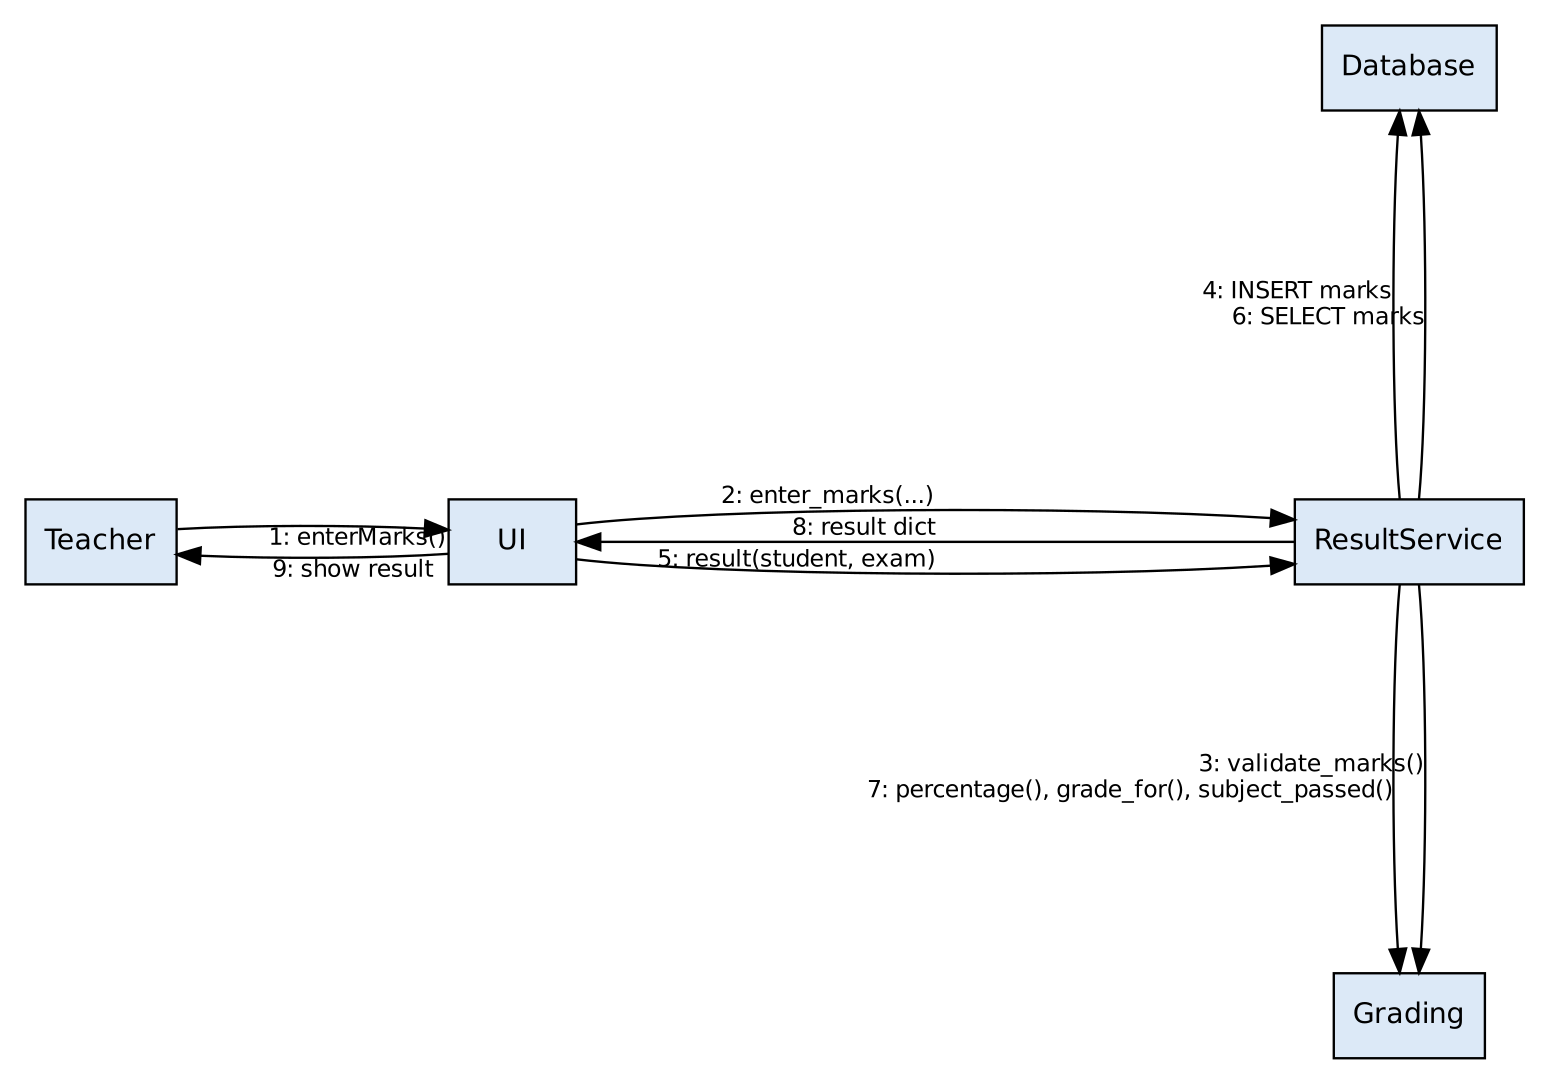 Database
4: INSERT marks
6: SELECT marks
2: enter_marks(...)
Teacher
1: enterMarks()
9: show result
UI
8: result dict
5: result(student, exam)
ResultService
3: validate_marks()
7: percentage(), grade_for(), subject_passed()
Grading